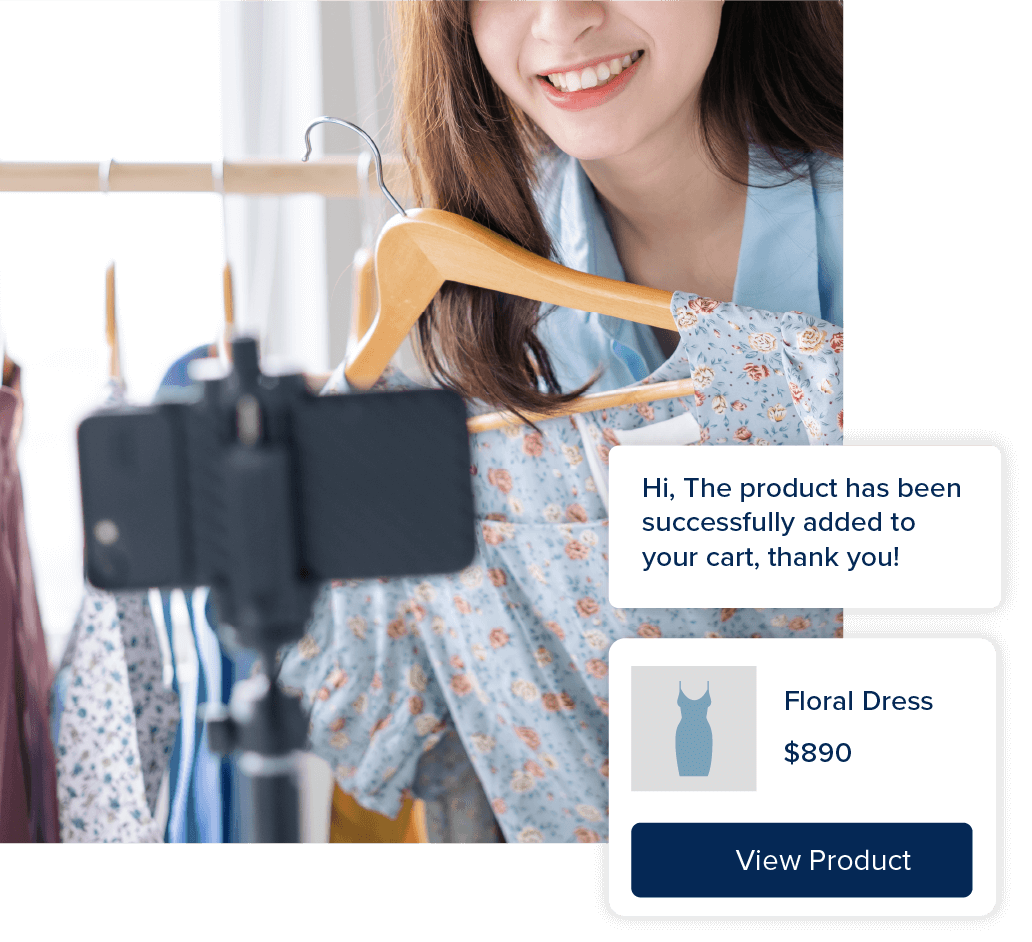 Hi, The product has been
successfully added to
your cart, thank you!
Floral Dress
$890
View Product